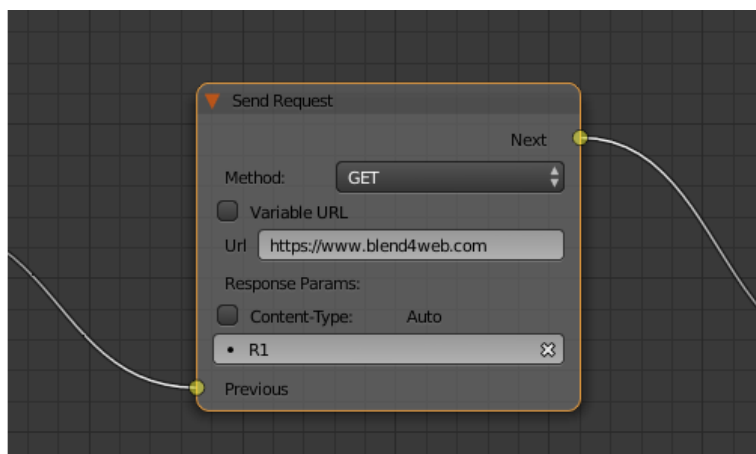 Send Request
Next
Method: GET
Variable URL
Url https://www.blend4web.com
Response Params:
Content-Type: Auto
• R1
Previous